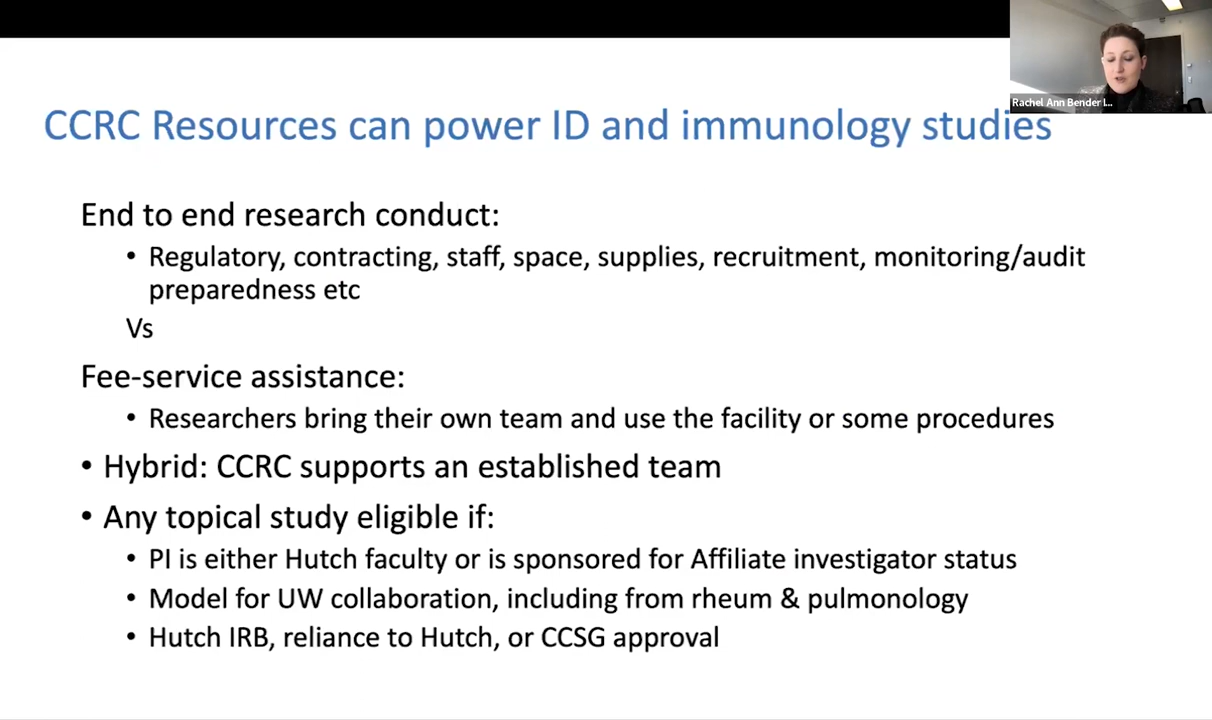 Rachel Ann Bender I...
CCRC Resources can power ID and immunology studies
End to end research conduct:
• Regulatory, contracting, staff, space, supplies, recruitment, monitoring/audit
preparedness etc
Vs
Fee-service assistance:
• Researchers bring their own team and use the facility or some procedures
• Hybrid: CCRC supports an established team
• Any topical study eligible if:
• PI is either Hutch faculty or is sponsored for Affiliate investigator status
• Model for UW collaboration, including from rheum & pulmonology
• Hutch IRB, reliance to Hutch, or CCSG approval